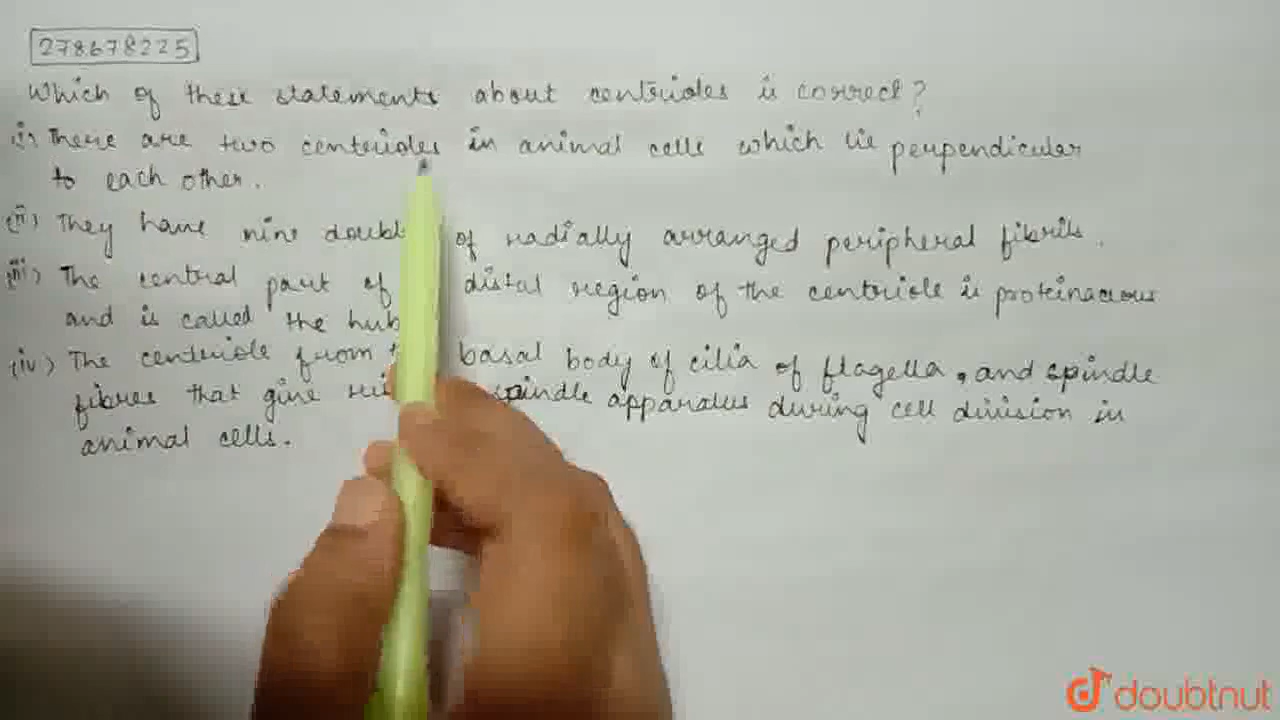 278678225
Which of these statements about centrioles is correct?
(i) There are two centrioles in animal cells which lie perpendicular
to each other.
(ii) They have nine of radially arranged peripheral fibrils.
(iii) The central part of distal region of the centriole is proteinaceous
and is called the hub
(iv) The centriole from basal body of cilia of flagella, and spindle
fibres that give spindle apparatus during cell division in
animal cells.
doubtnut